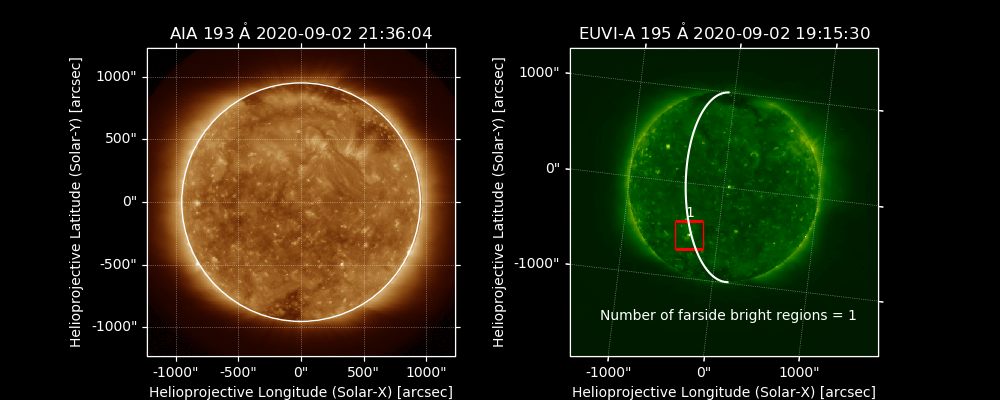 AIA 193 Å 2020-09-02 21:36:04
1000"
500"
0"
-500"
-1000"
-1000"
-500"
0"
500"
1000"
Helioprojective Longitude (Solar-X) [arcsec]
Helioprojective Latitude (Solar-Y) [arcsec]
EUVI-A 195 Å 2020-09-02 19:15:30
1000"
0"
-1000"
1
Number of farside bright regions = 1
-1000"
0"
1000"
Helioprojective Longitude (Solar-X) [arcsec]
Helioprojective Latitude (Solar-Y) [arcsec]